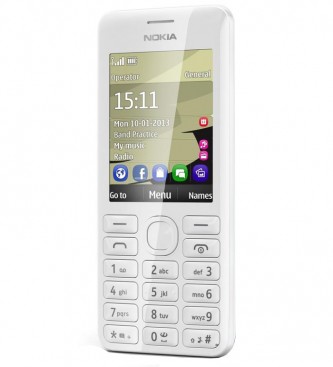 NOKIA
Operator General
15:11
Mon 10-01-2013
Band Practice
My music
Radio
Go to Menu Names
1 2 abc def 3
4 ghi 5 jkl mno 6
7 pqrs 8 tuv wxyz 9
* 0 #